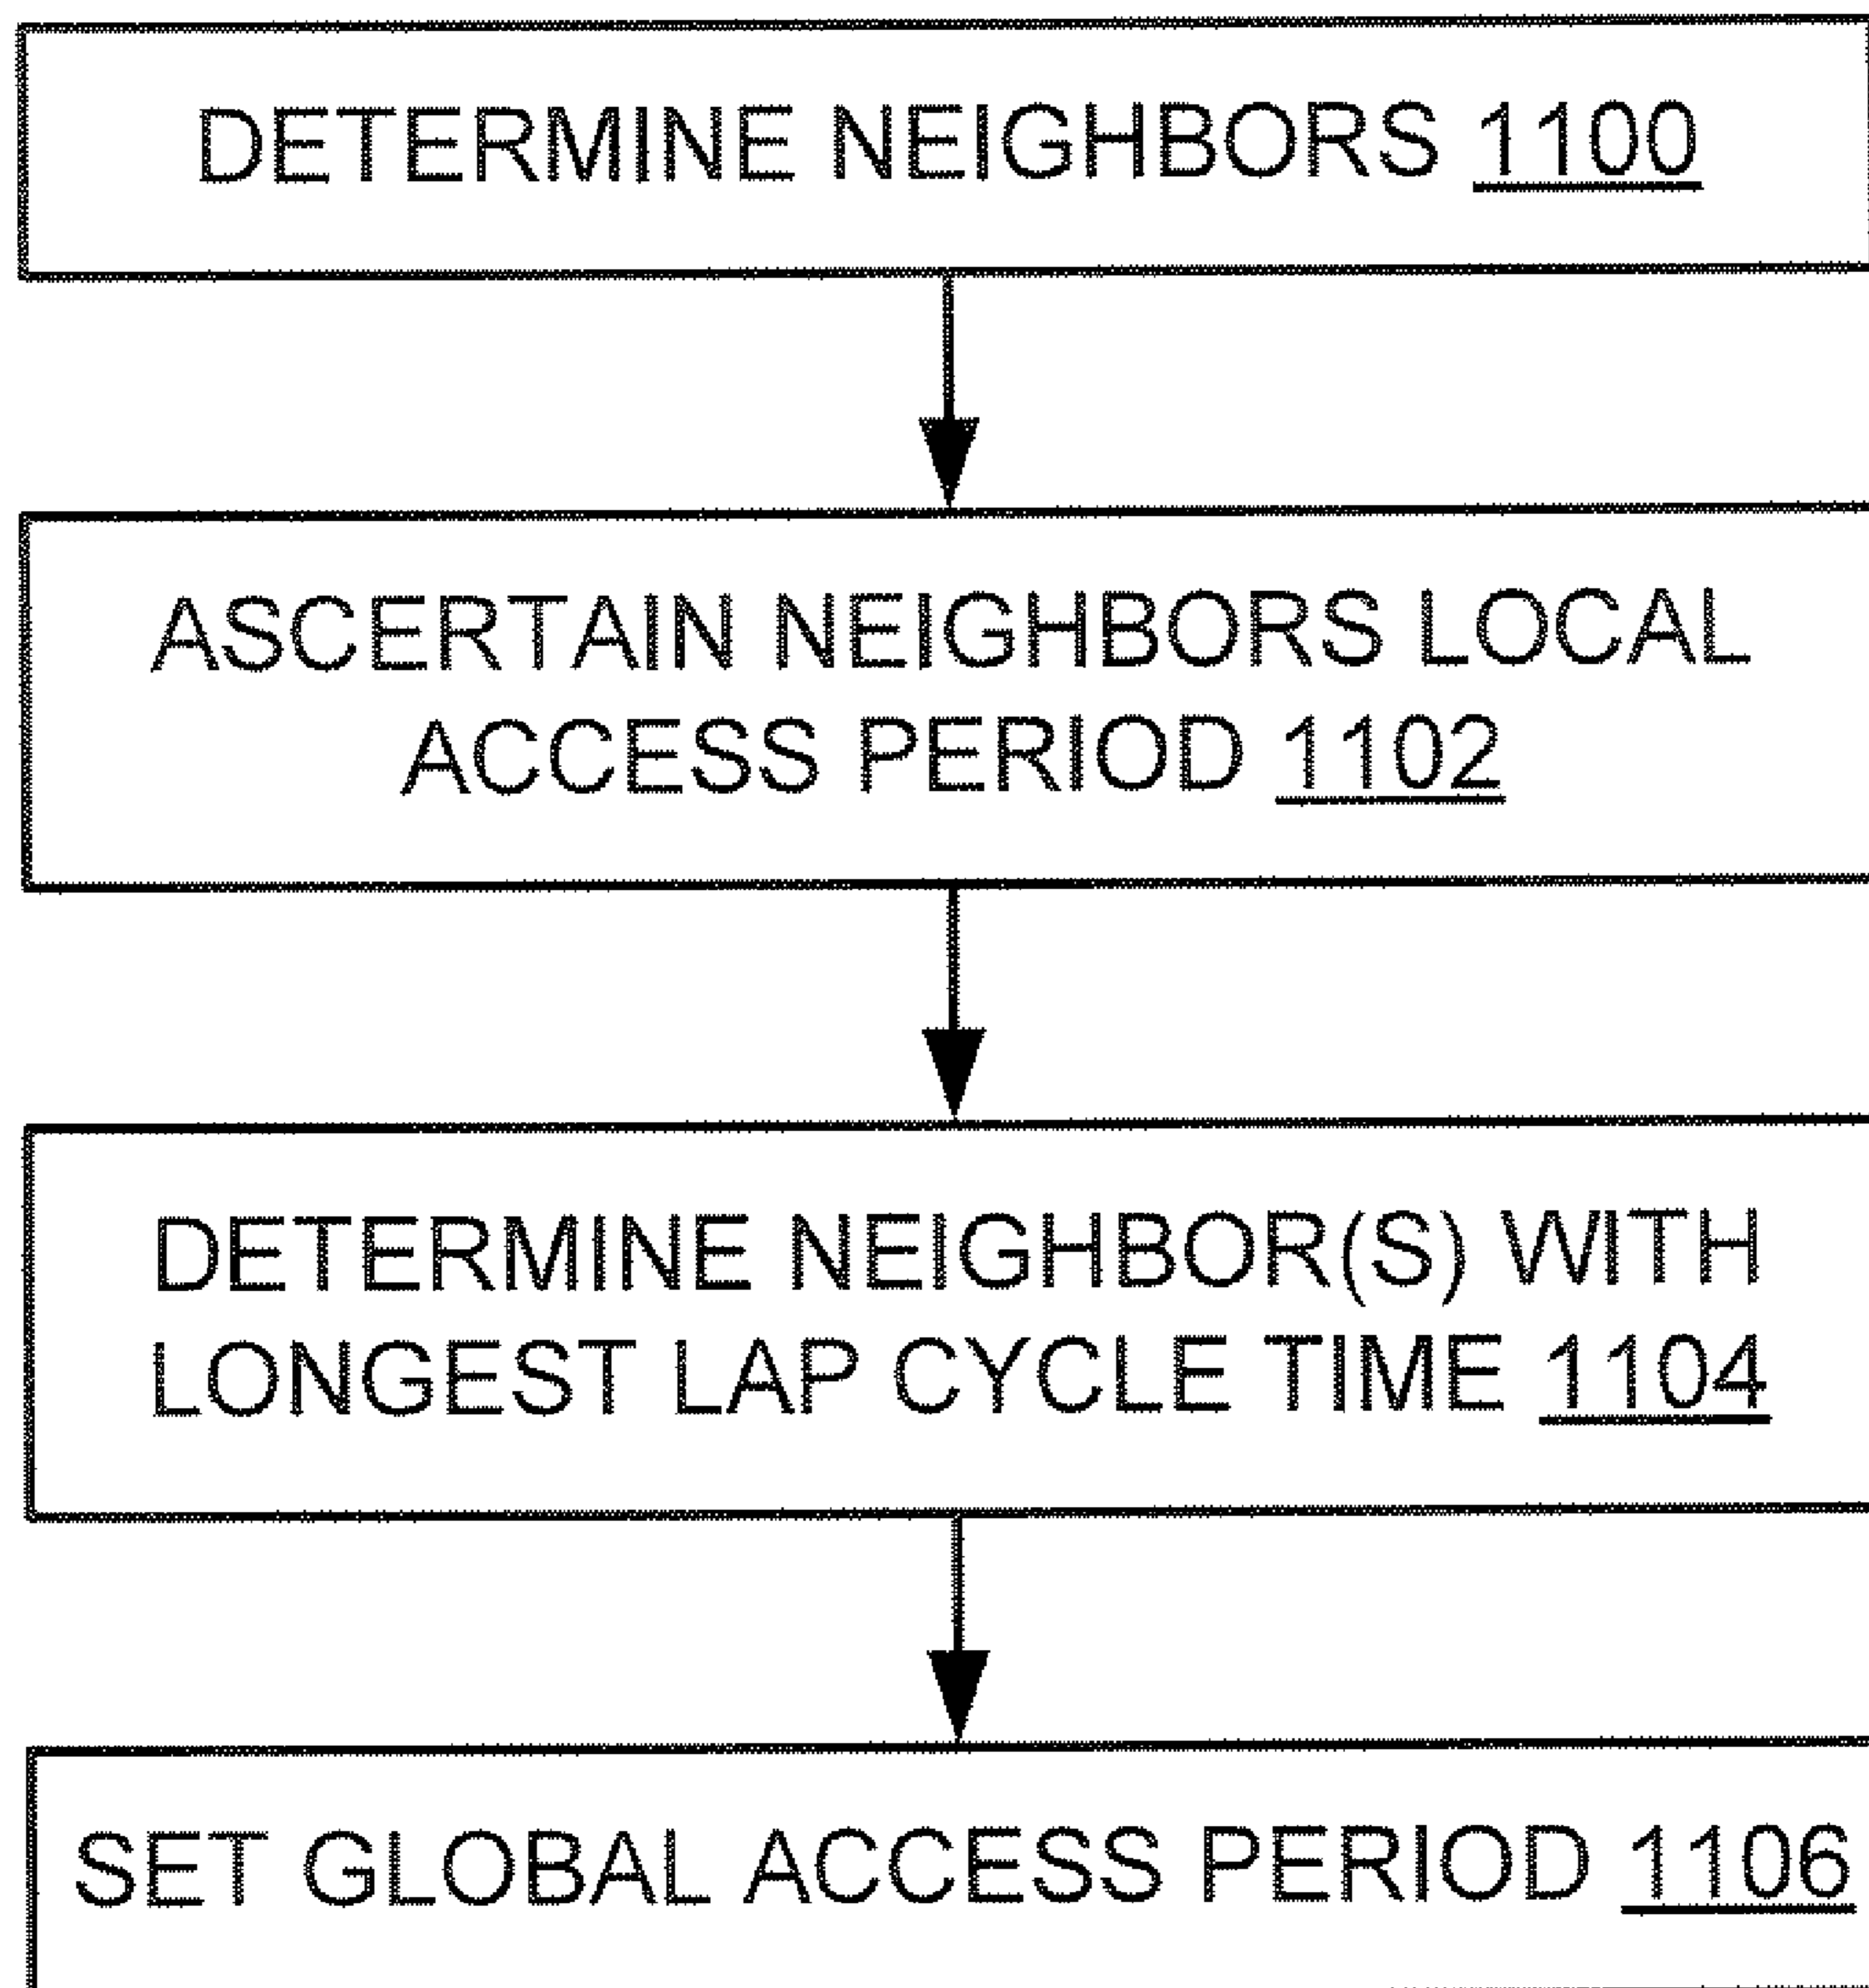 DETERMINE NEIGHBORS 1100
ASCERTAIN NEIGHBORS LOCAL
ACCESS PERIOD 1102
DETERMINE NEIGHBOR(S) WITH
LONGEST LAP CYCLE TIME 1104
SET GLOBAL ACCESS PERIOD 1106